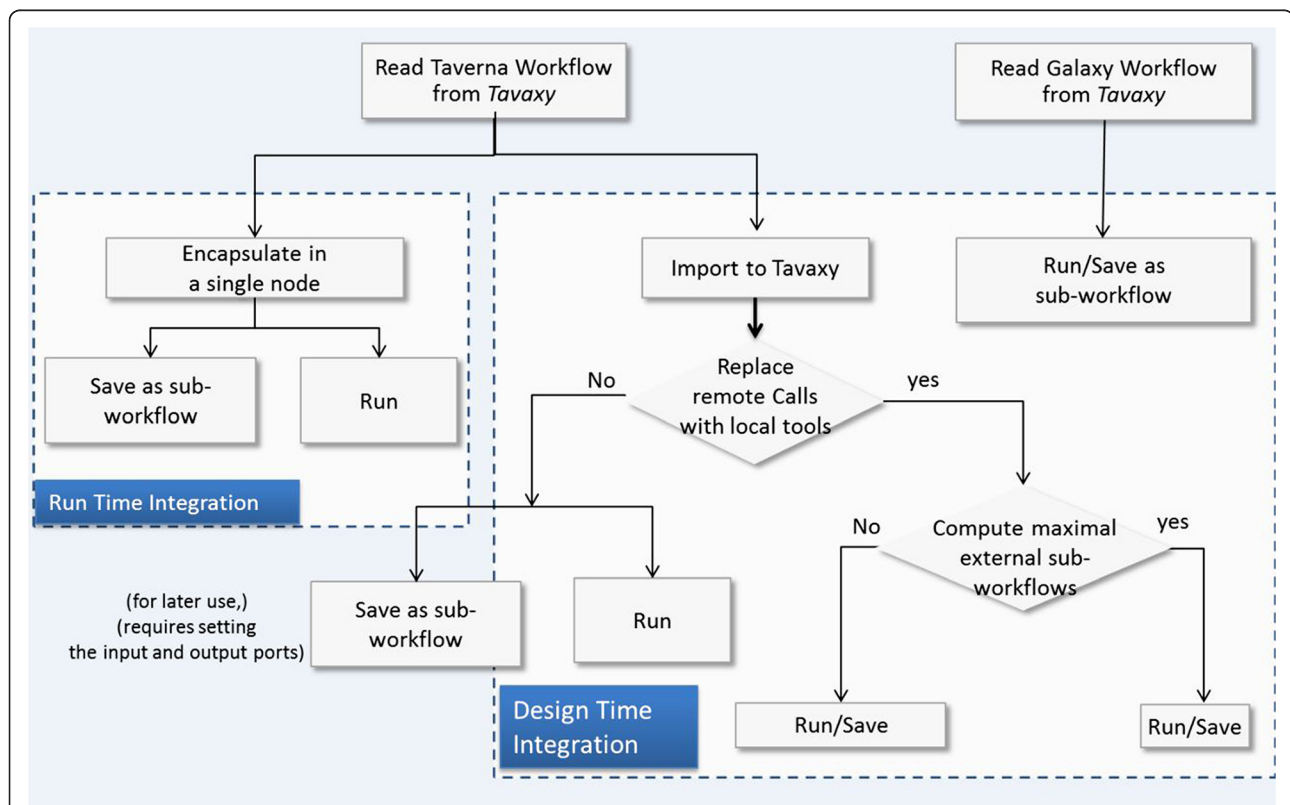 Read Taverna Workflow
from Tavaxy
Read Galaxy Workflow
from Tavaxy
Encapsulate in
a single node
Import to Tavaxy
Run/Save as
sub-workflow
Save as sub-
workflow
Run
Run Time Integration
No
Replace
remote Calls
with local tools
yes
No
Compute maximal
external sub-
workflows
yes
(for later use,)
(requires setting
the input and output ports)
Save as sub-
workflow
Run
Design Time
Integration
Run/Save
Run/Save